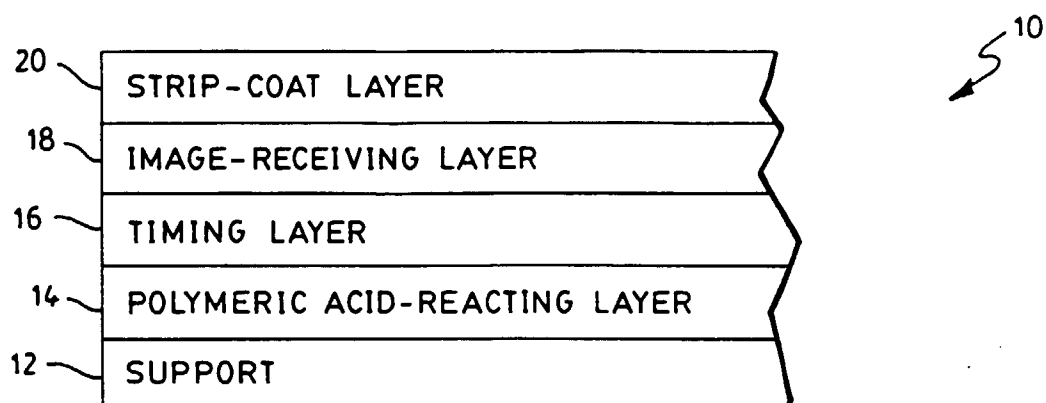 10
20 STRIP-COAT LAYER
18 IMAGE-RECEIVING LAYER
16 TIMING LAYER
14 POLYMERIC ACID-REACTING LAYER
12 SUPPORT